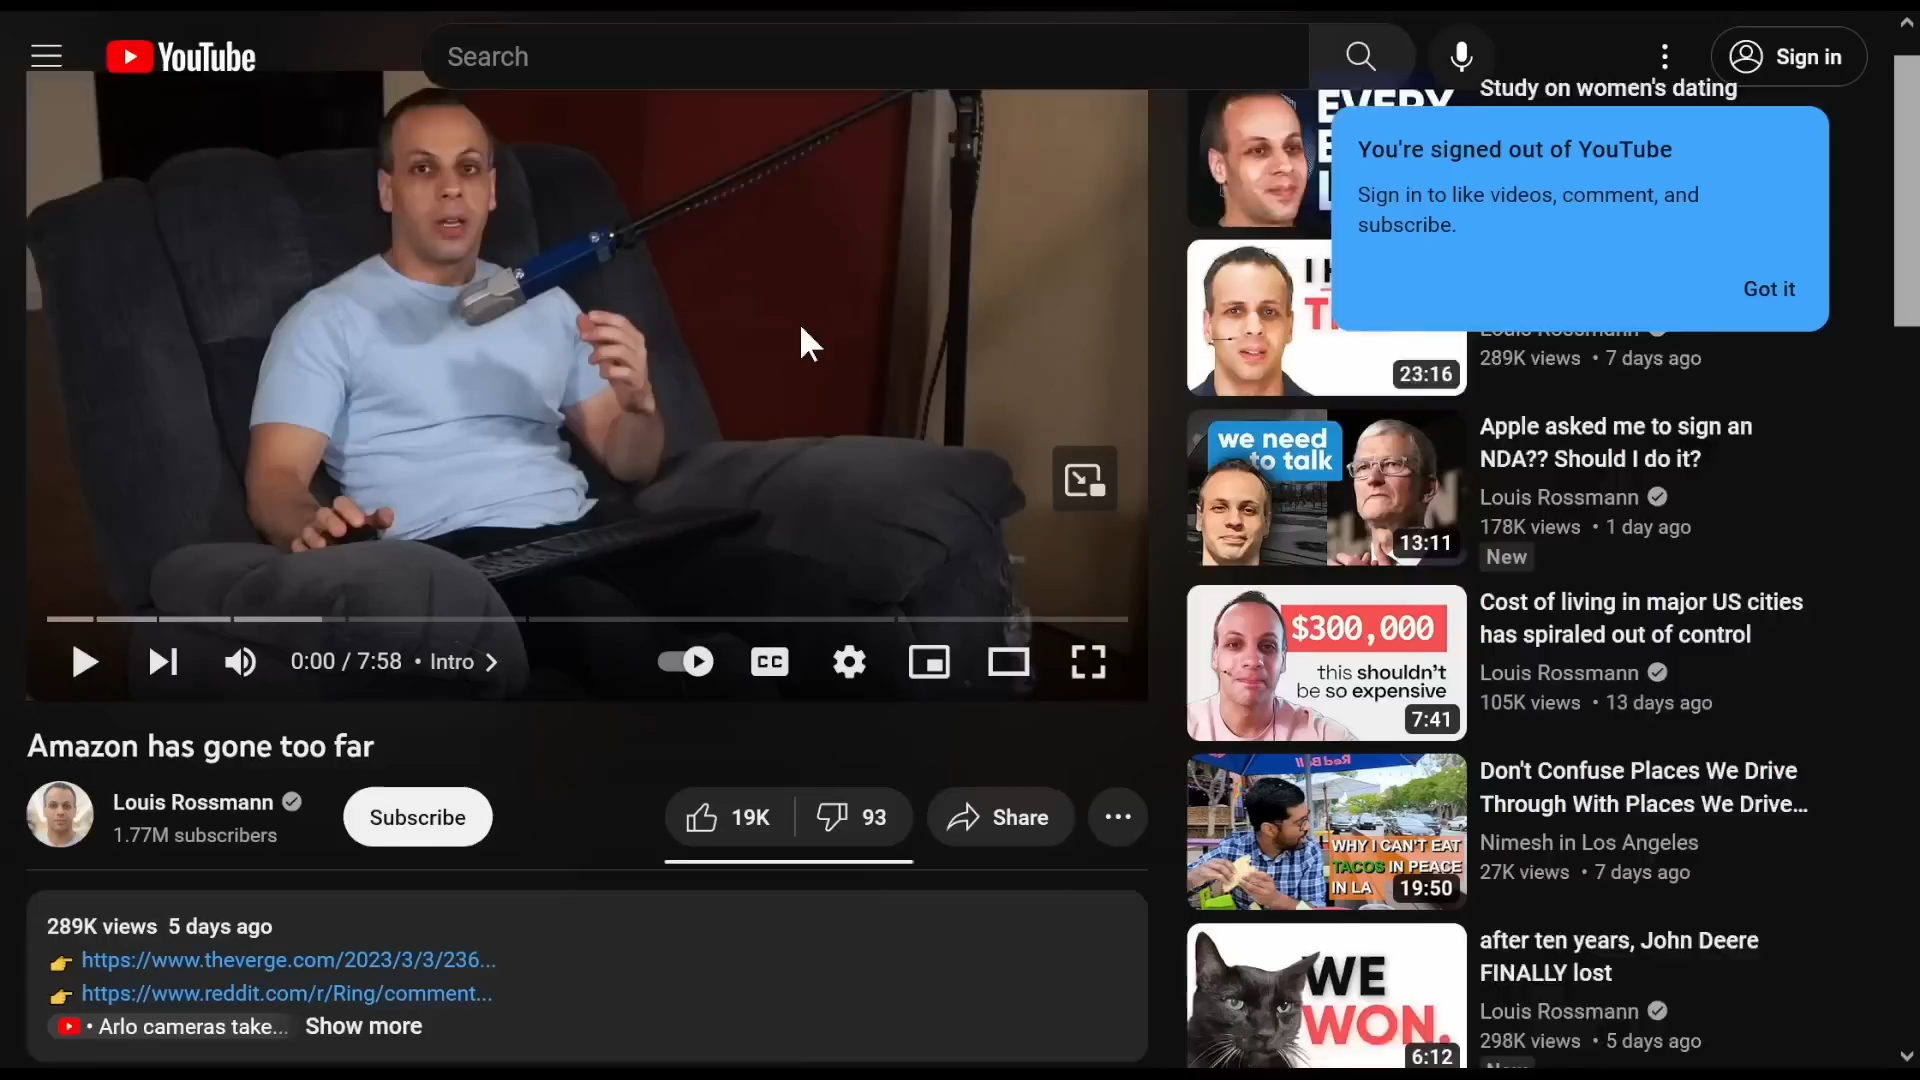 YouTube
Search
Sign in
You're signed out of YouTube
Sign in to like videos, comment, and
subscribe.
Got it
0:00 / 7:58 • Intro
CC
Amazon has gone too far
Louis Rossmann
1.77M subscribers
Subscribe
19K
93
Share
289K views 5 days ago
https://www.theverge.com/2023/3/3/236...
https://www.reddit.com/r/Ring/comment...
• Arlo cameras take... Show more
EVERY
Study on women's dating
23:16
Louis Rossmann
289K views • 7 days ago
we need
to talk
13:11
Apple asked me to sign an
NDA?? Should I do it?
Louis Rossmann
178K views • 1 day ago
New
$300,000
this shouldn't
be so expensive
7:41
Cost of living in major US cities
has spiraled out of control
Louis Rossmann
105K views • 13 days ago
Red Bull
WHY I CAN'T EAT
TACOS IN PEACE
IN LA
19:50
Don't Confuse Places We Drive
Through With Places We Drive...
Nimesh in Los Angeles
27K views • 7 days ago
WE
WON.
6:12
after ten years, John Deere
FINALLY lost
Louis Rossmann
298K views • 5 days ago
New